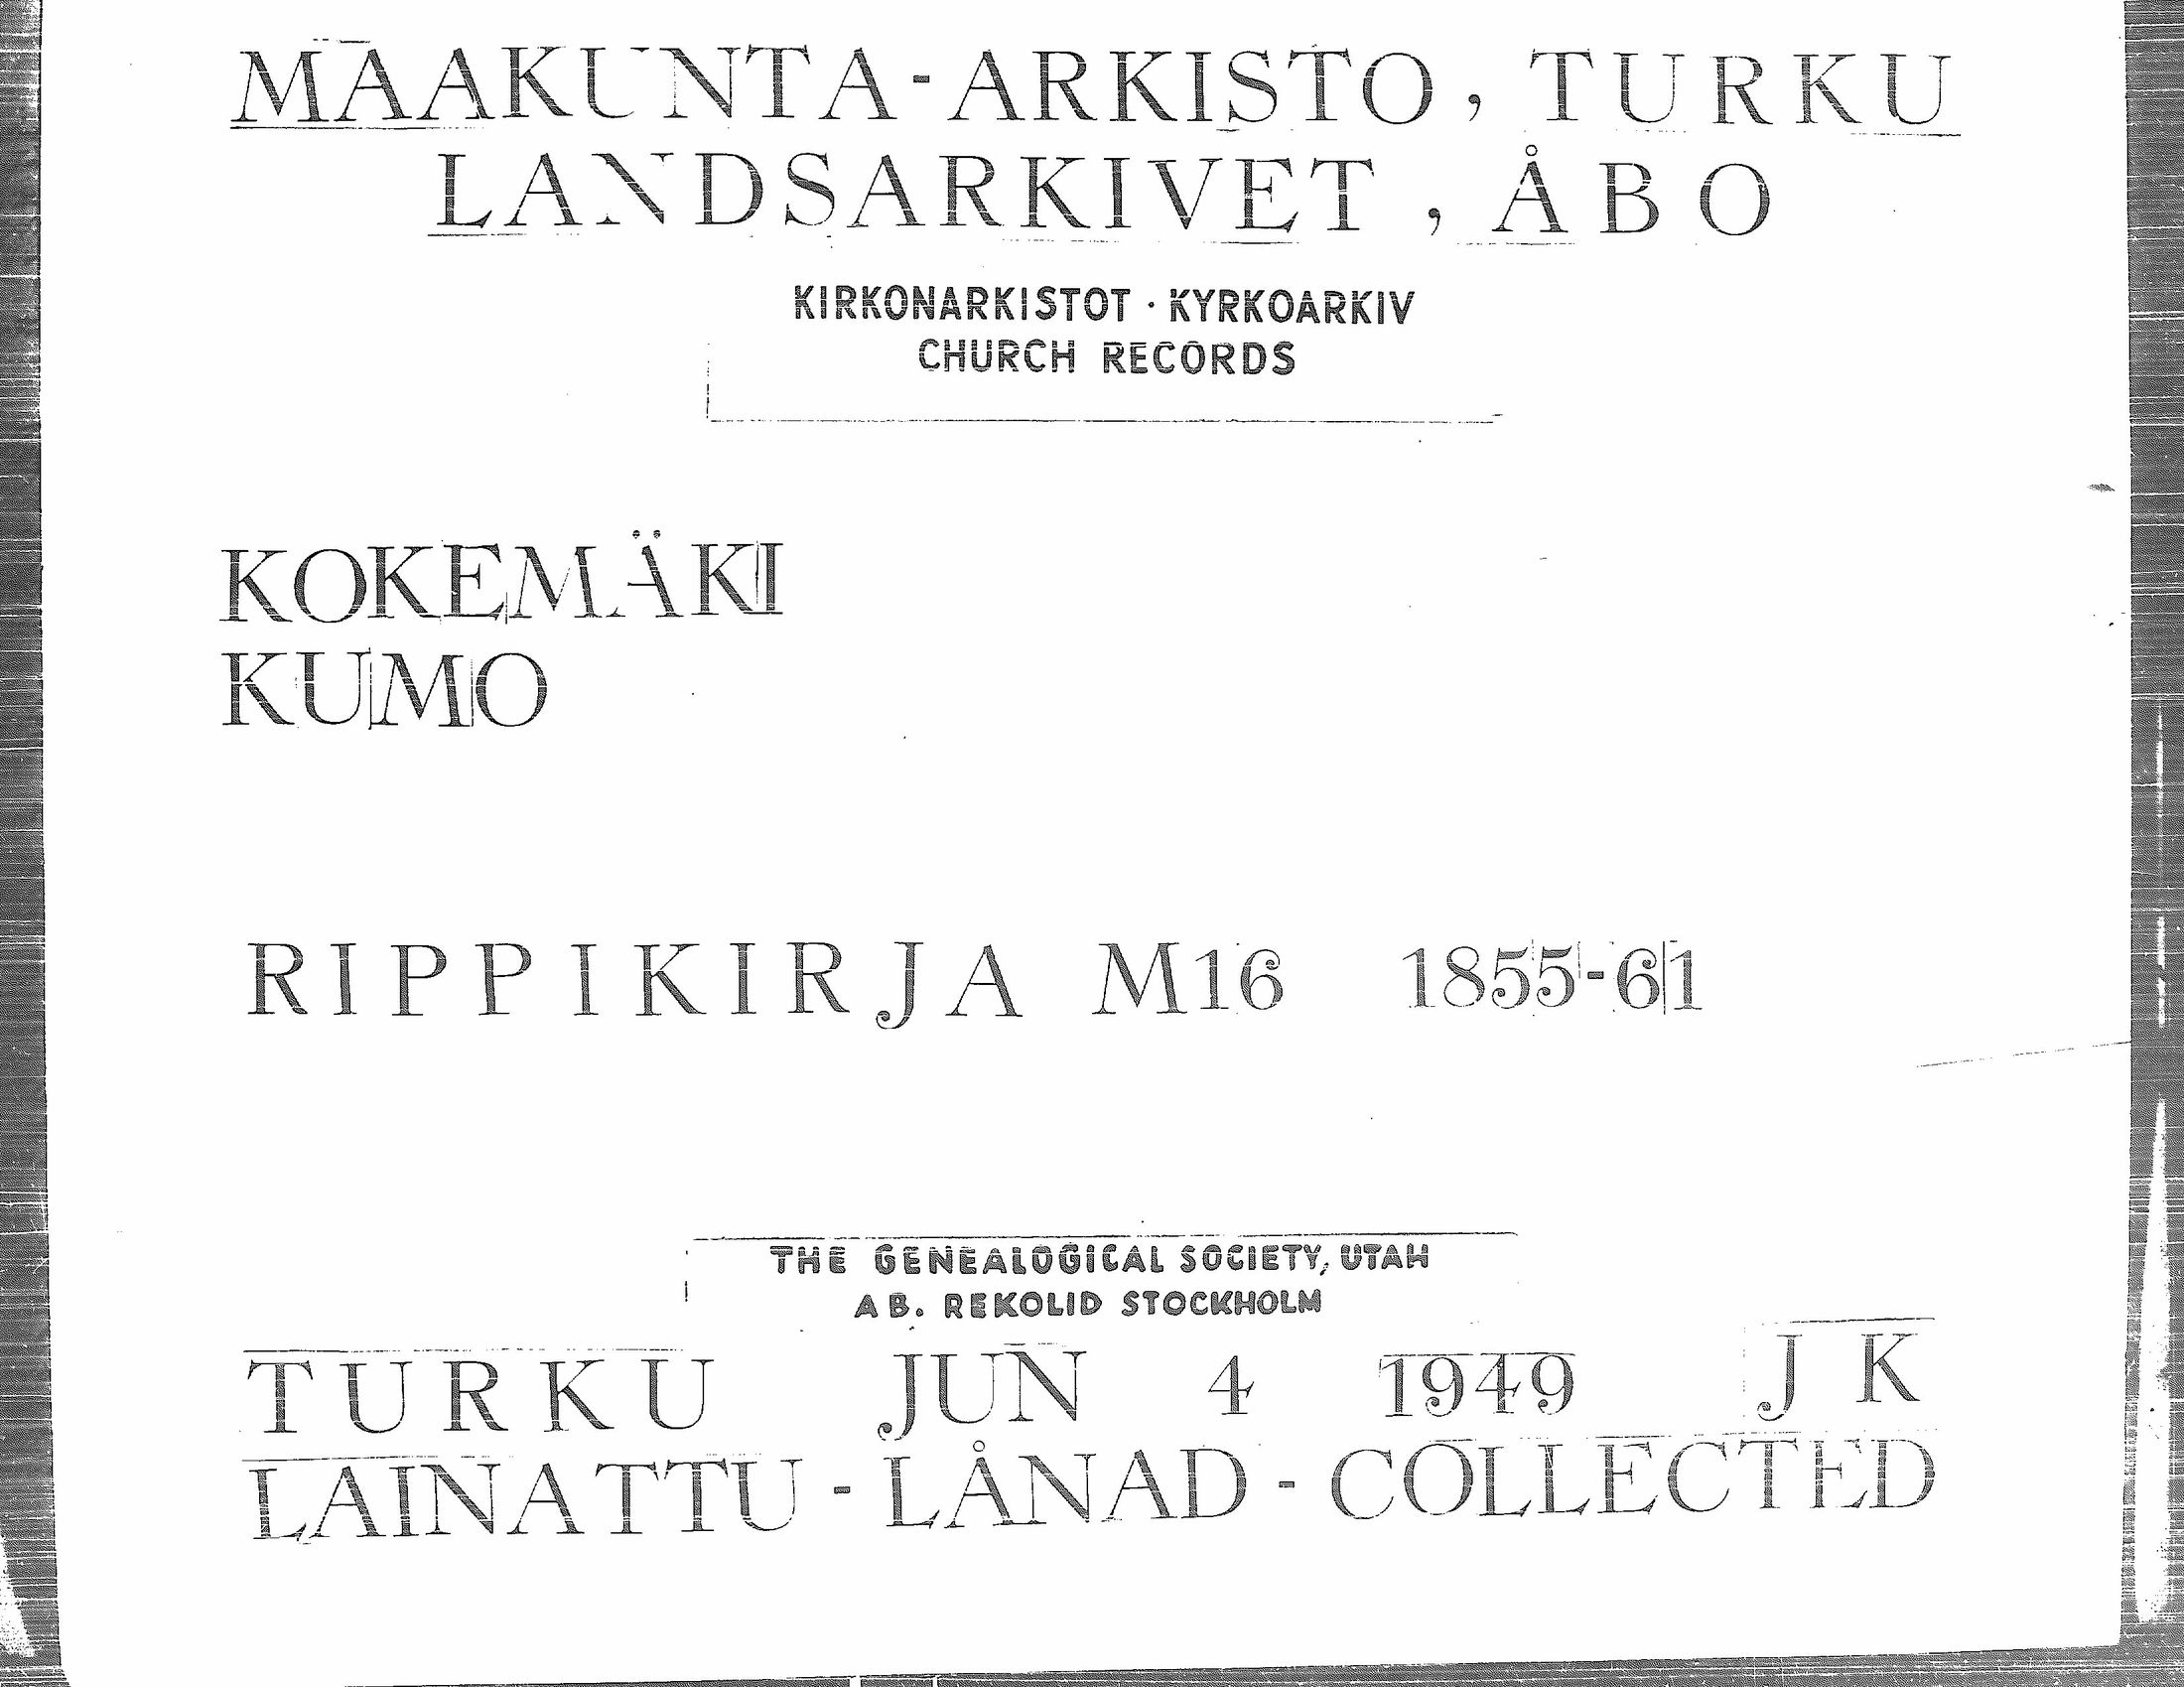 MAAKUNTA-ARKISTO, TURKU
LANDSARKIVET, ÅBO
KIRKONARKISTOT · KYRKOARKIV
CHURCH RECORDS
KOKEMÄKI
KUMO
RIPPIKIRJA M16 1855-61
THE GENEALOGICAL SOCIETY, UTAH
AB. REKOLID STOCKHOLM
TURKU JUN 4 1949 J K
LAINATTU - LÅNAD - COLLECTED